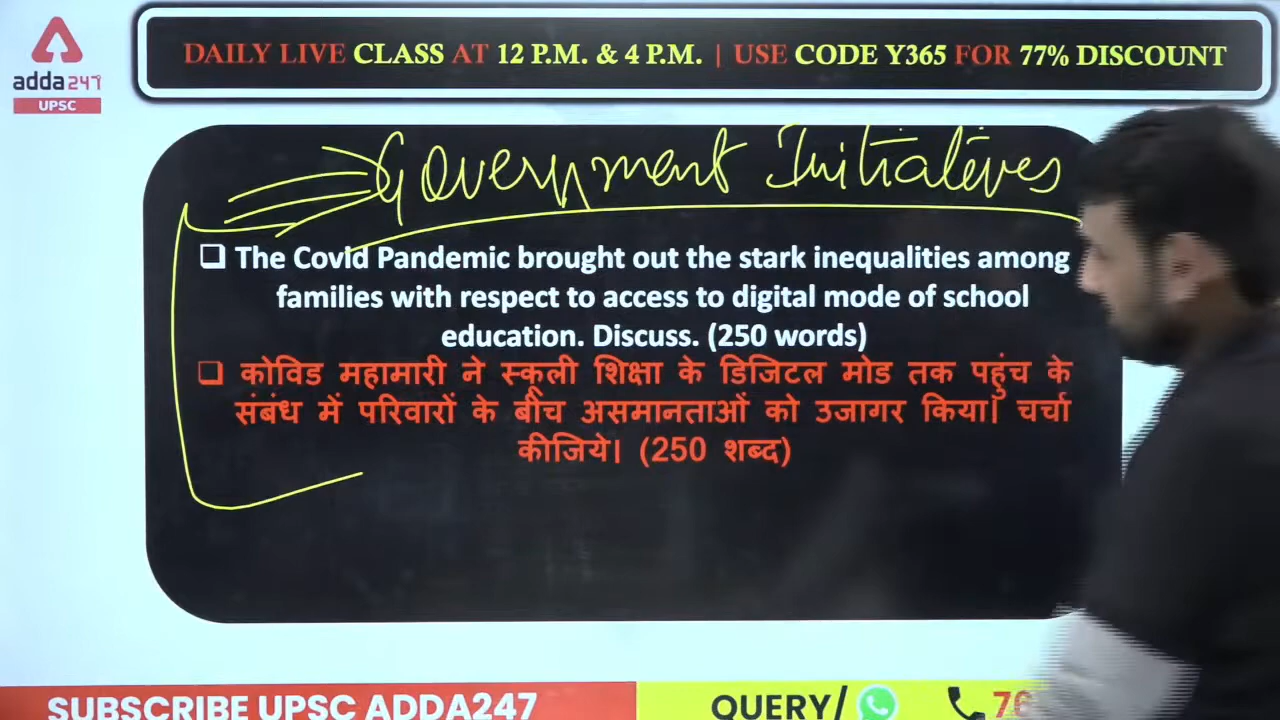 DAILY LIVE CLASS AT 12 P.M. & 4 P.M. | USE CODE Y365 FOR 77% DISCOUNT
adda247
UPSC
Government Initiatives
❑ The Covid Pandemic brought out the stark inequalities among
families with respect to access to digital mode of school
education. Discuss. (250 words)
❑ कोविड महामारी ने स्कूली शिक्षा के डिजिटल मोड तक पहुंच के
संबंध में परिवारों के बीच असमानताओं को उजागर किया। चर्चा
कीजिये। (250 शब्द)
SUBSCRIBE UPSC ADDA247
QUERY/